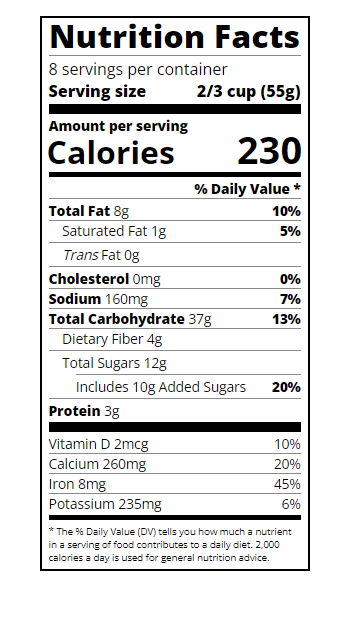 Nutrition Facts
8 servings per container
Serving size 2/3 cup (55g)
Amount per serving
Calories 230
% Daily Value *
Total Fat 8g 10%
Saturated Fat 1g 5%
Trans Fat 0g
Cholesterol 0mg 0%
Sodium 160mg 7%
Total Carbohydrate 37g 13%
Dietary Fiber 4g
Total Sugars 12g
Includes 10g Added Sugars 20%
Protein 3g
Vitamin D 2mcg 10%
Calcium 260mg 20%
Iron 8mg 45%
Potassium 235mg 6%
* The % Daily Value (DV) tells you how much a nutrient
in a serving of food contributes to a daily diet. 2,000
calories a day is used for general nutrition advice.